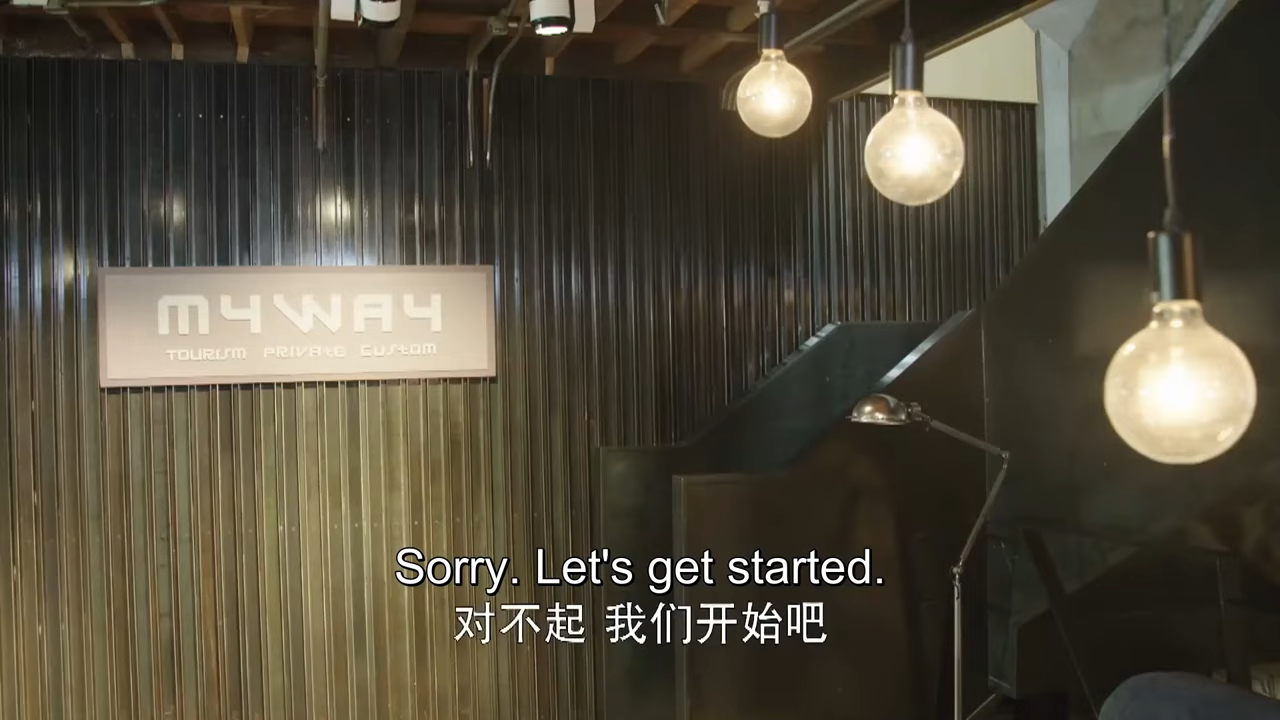 MYWAY
TOURISM PRIVATE CUSTOM
Sorry. Let's get started.
对不起 我们开始吧